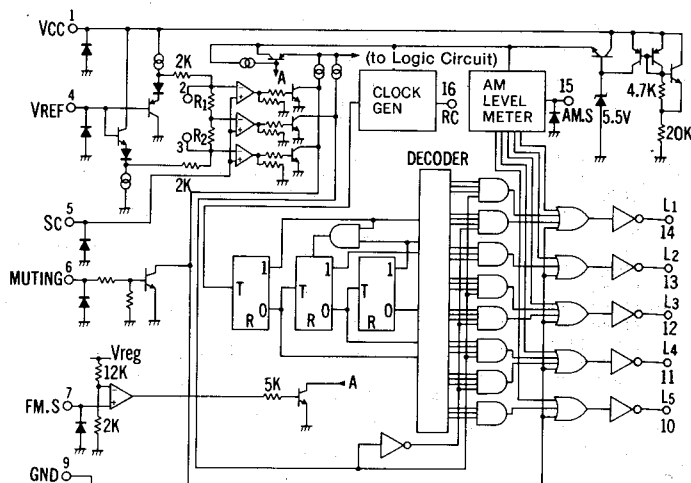 VCC 1
2K
(to Logic Circuit)
A
4 VREF
2
R1
R2
3
2K
CLOCK GEN
16
RC
AM LEVEL METER
15
AM.S
5.5V
4.7K
20K
DECODER
SC 5
MUTING 6
1
T
R 0
1
T
R 0
1
T
R 0
L1
14
L2
13
L3
12
L4
11
L5
10
Vreg
12K
FM.S 7
2K
5K
A
GND 9